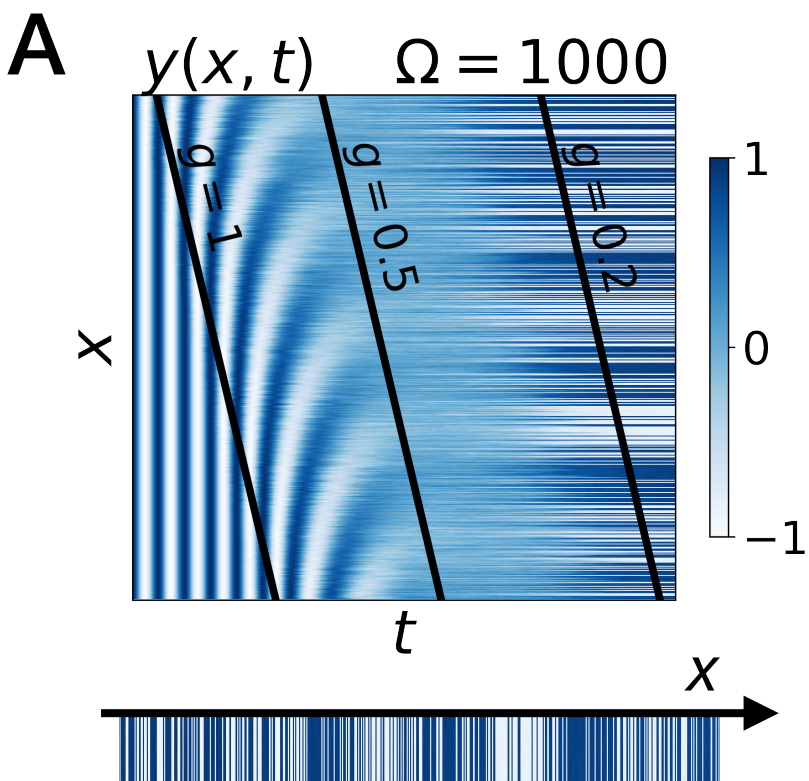 A
y(x, t) Ω = 1000
g = 1
g = 0.5
g = 0.2
x
1
0
−1
t
x